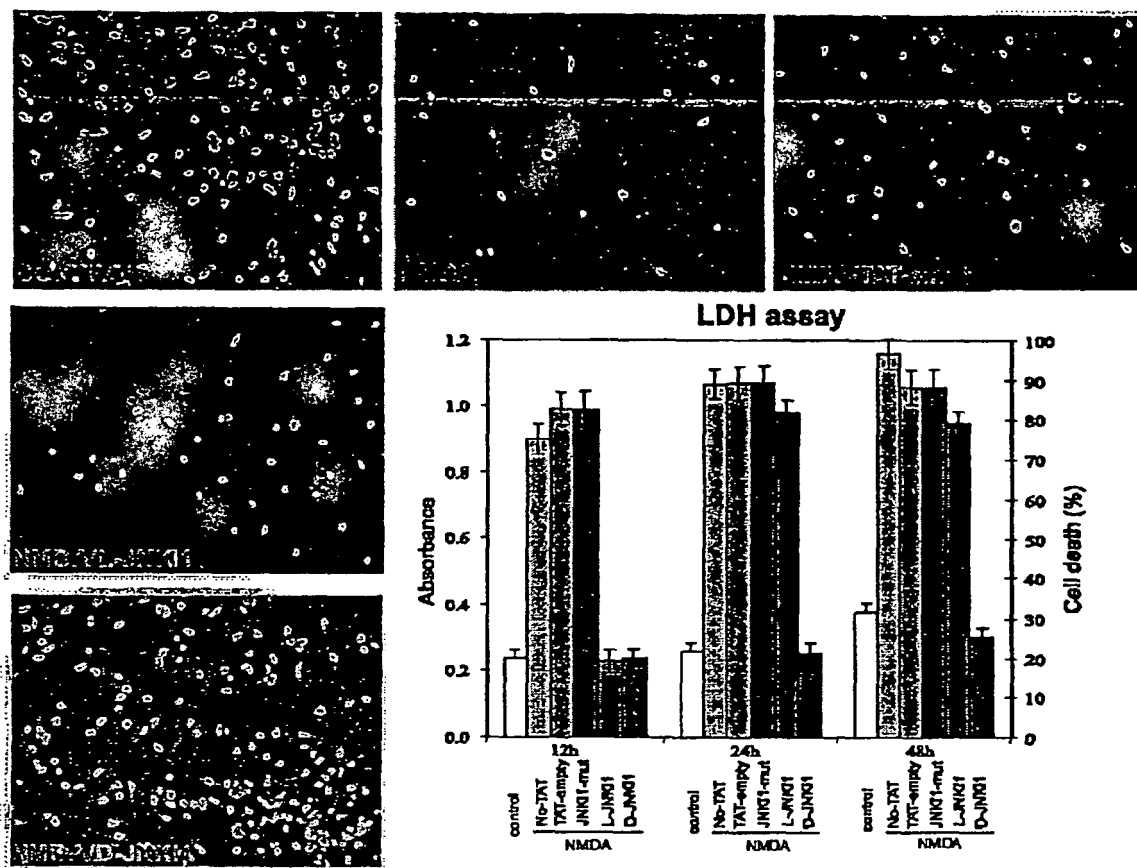 NMDA/L-JNKI1
NMDA/D-JNKI1
LDH assay
Absorbance
1.2
1.0
0.8
0.6
0.4
0.2
0.0
100
90
80
70
60
50
40
30
20
10
0
Cell death (%)
12h
24h
48h
control
No-TAT
TAT-empty
JNKI1-mut
L-JNKI1
D-JNKI1
NMDA
control
No-TAT
TAT-empty
JNKI1-mut
L-JNKI1
D-JNKI1
NMDA
control
No-TAT
TAT-empty
JNKI1-mut
L-JNKI1
D-JNKI1
NMDA